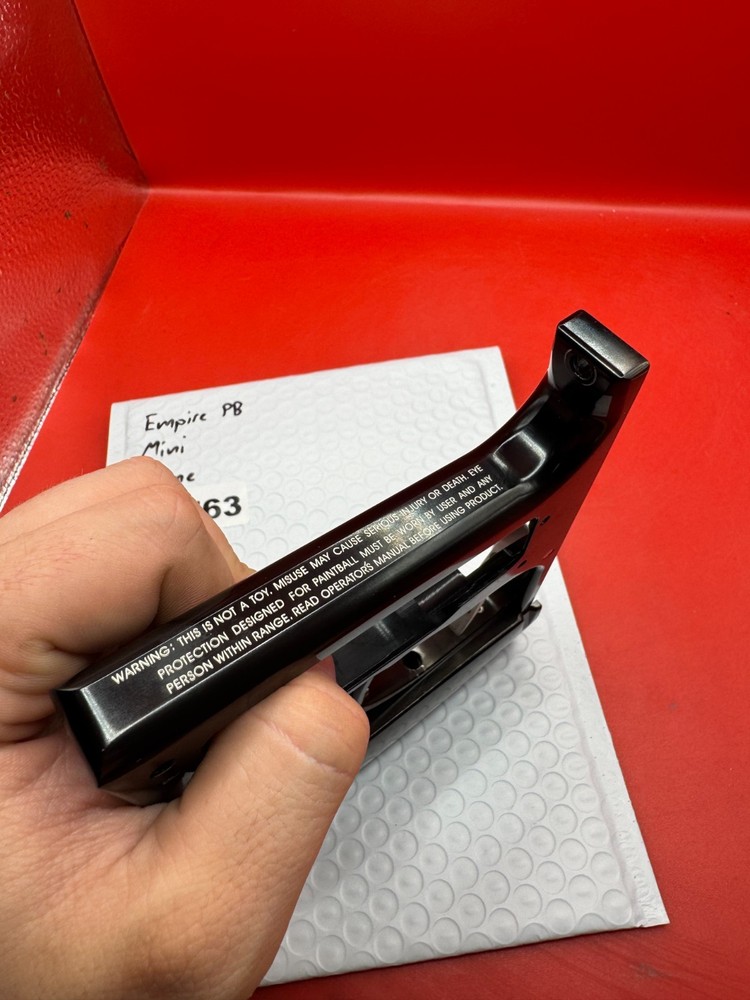 Empire PB
Mini
63
WARNING: THIS IS NOT A TOY. MISUSE MAY CAUSE SERIOUS INJURY OR DEATH. EYE
PROTECTION DESIGNED FOR PAINTBALL MUST BE WORN BY USER AND ANY
PERSON WITHIN RANGE. READ OPERATOR'S MANUAL BEFORE USING PRODUCT.